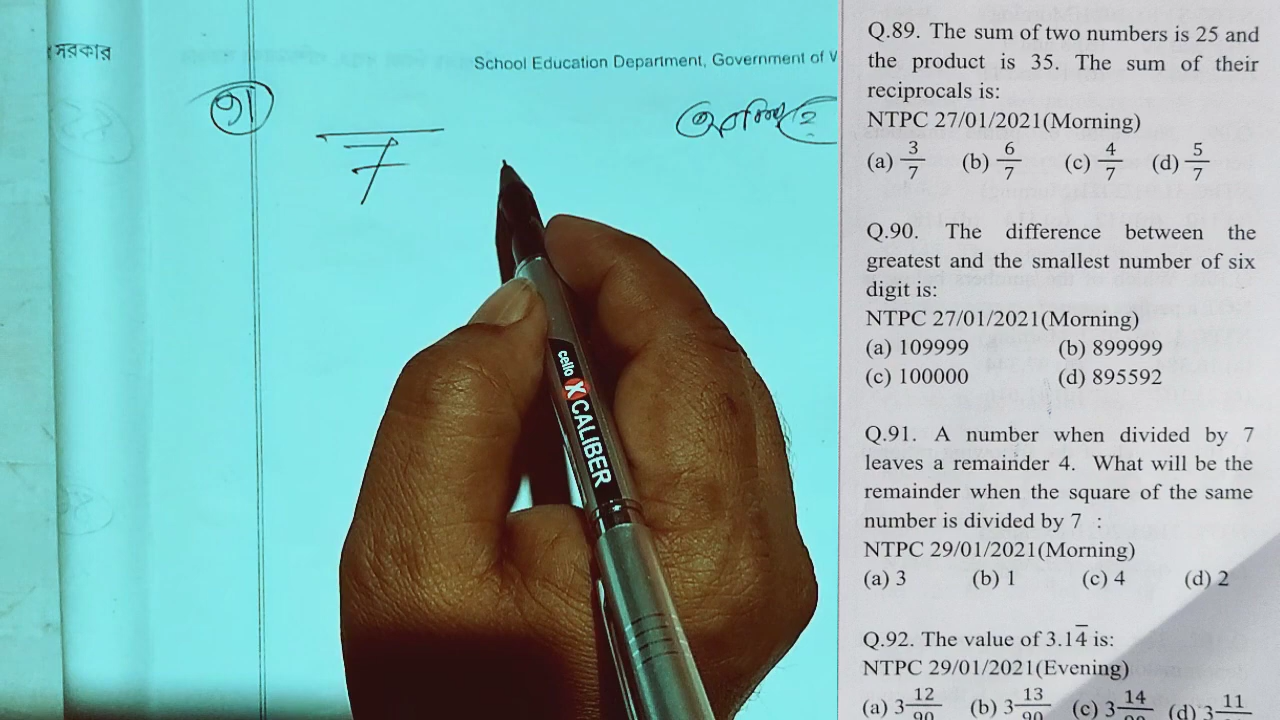 সরকার
School Education Department, Government of W
৯১
7
cello XCALIBER
Q.89. The sum of two numbers is 25 and
the product is 35. The sum of their
reciprocals is:
NTPC 27/01/2021(Morning)
(a) 3/7 (b) 6/7 (c) 4/7 (d) 5/7
Q.90. The difference between the
greatest and the smallest number of six
digit is:
NTPC 27/01/2021(Morning)
(a) 109999 (b) 899999
(c) 100000 (d) 895592
Q.91. A number when divided by 7
leaves a remainder 4. What will be the
remainder when the square of the same
number is divided by 7 :
NTPC 29/01/2021(Morning)
(a) 3 (b) 1 (c) 4 (d) 2
Q.92. The value of 3.14̅ is:
NTPC 29/01/2021(Evening)
(a) 3 12/90 (b) 3 13/90 (c) 3 14 (d) 3 11